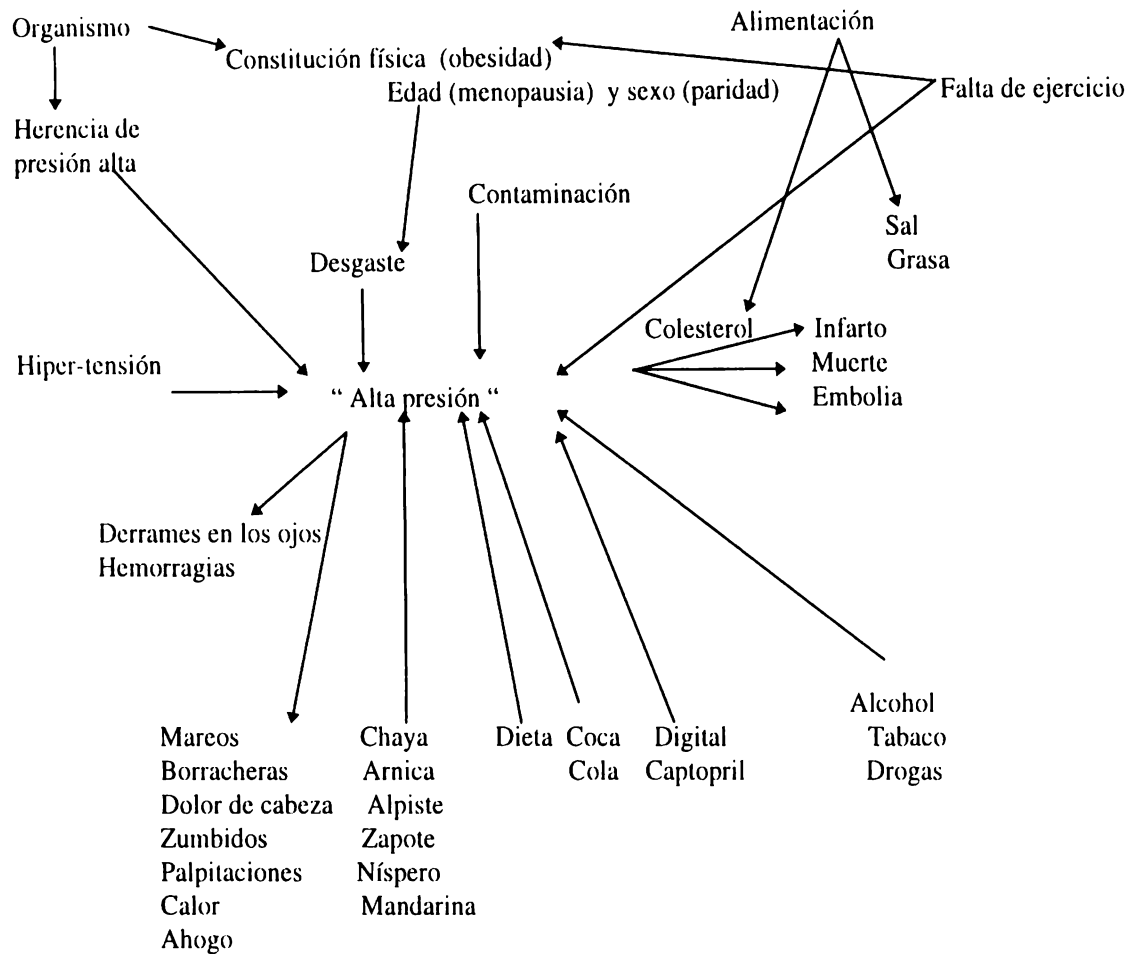 Organismo
Alimentación
Constitución física (obesidad)
Edad (menopausia) y sexo (paridad)
Falta de ejercicio
Herencia de
presión alta
Contaminación
Sal
Grasa
Desgaste
Colesterol
Infarto
Muerte
Embolia
Hiper-tensión
“ Alta presión “
Derrames en los ojos
Hemorragias
Mareos
Borracheras
Dolor de cabeza
Zumbidos
Palpitaciones
Calor
Ahogo
Chaya
Arnica
Alpiste
Zapote
Níspero
Mandarina
Dieta
Coca
Cola
Digital
Captopril
Alcohol
Tabaco
Drogas